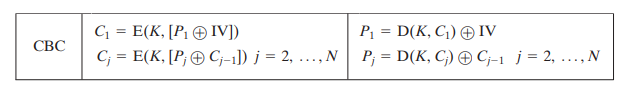 CBC
C₁ = E(K, [P₁ ⊕ IV])
Cⱼ = E(K, [Pⱼ ⊕ Cⱼ₋₁]) j = 2, ..., N
P₁ = D(K, C₁) ⊕ IV
Pⱼ = D(K, Cⱼ) ⊕ Cⱼ₋₁ j = 2, ..., N